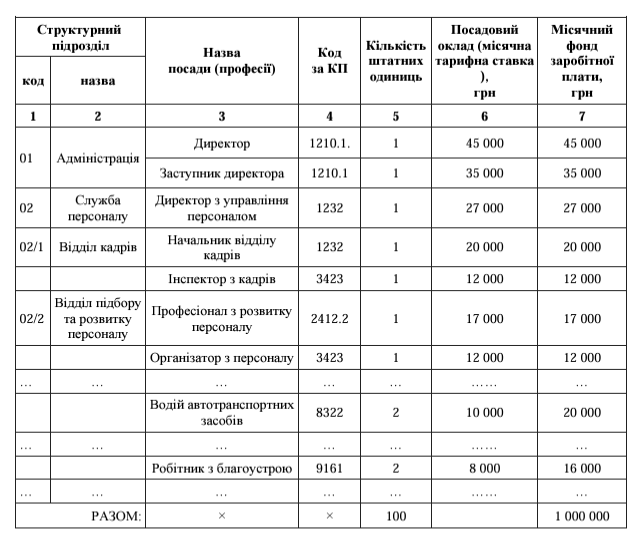 Структурний підрозділ | Назва посади (професії) | Код за КП | Кількість штатних одиниць | Посадовий оклад (місячна тарифна ставка ), грн | Місячний фонд заробітної плати, грн
код | назва
1 | 2 | 3 | 4 | 5 | 6 | 7
01 | Адміністрація | Директор | 1210.1. | 1 | 45 000 | 45 000
Заступник директора | 1210.1 | 1 | 35 000 | 35 000
02 | Служба персоналу | Директор з управління персоналом | 1232 | 1 | 27 000 | 27 000
02/1 | Відділ кадрів | Начальник відділу кадрів | 1232 | 1 | 20 000 | 20 000
Інспектор з кадрів | 3423 | 1 | 12 000 | 12 000
02/2 | Відділ підбору та розвитку персоналу | Професіонал з розвитку персоналу | 2412.2 | 1 | 17 000 | 17 000
Організатор з персоналу | 3423 | 1 | 12 000 | 12 000
... | ... | ... | ... | ... | ...... | ...
Водій автотранспортних засобів | 8322 | 2 | 10 000 | 20 000
... | ... | ... | ... | ... | ...... | ...
Робітник з благоустрою | 9161 | 2 | 8 000 | 16 000
... | ... | ... | ... | ... | ...... | ...
РАЗОМ: | × | × | 100 | | 1 000 000